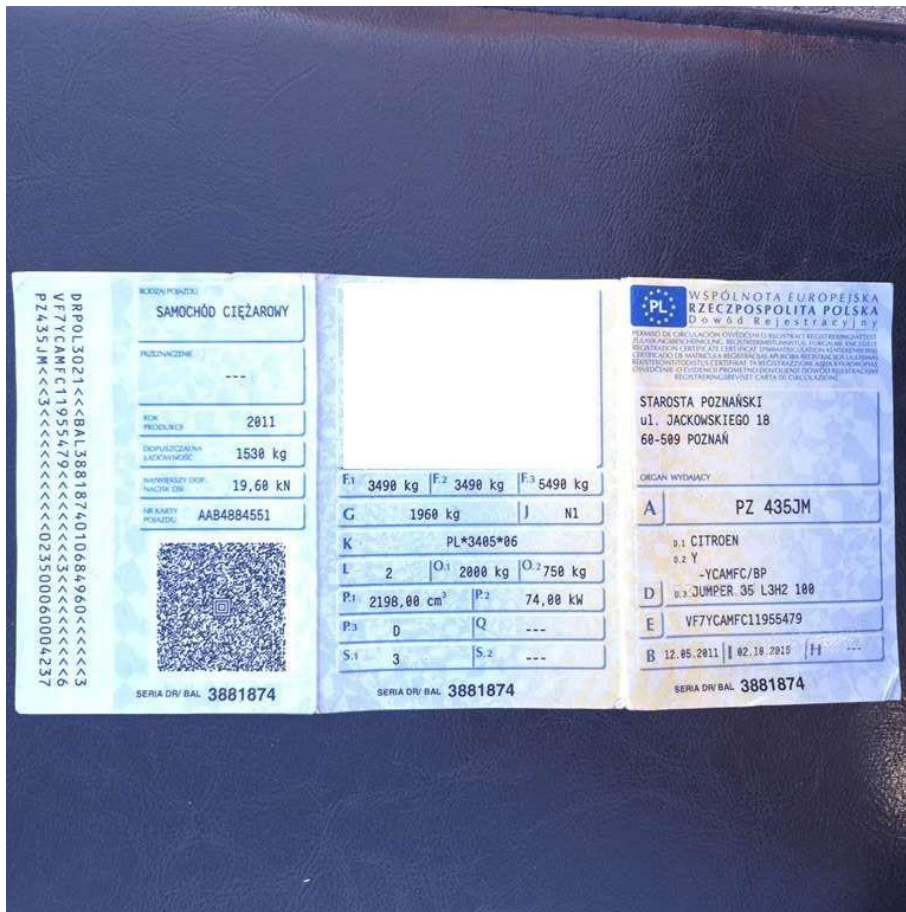 DRPOL3021<<BAL3881874010684960<<<<<<3
VF7YCAMFC11955479<<<<<<<
PZ435JM<<<3<<<
RODZAJ POJAZDU
SAMOCHÓD CIĘŻAROWY
PRZEZNACZENIE
---
ROK PRODUKCJI 2011
DOPUSZCZALNA ŁADOWNOŚĆ 1530 kg
NAJWIĘKSZY DOP. NACISK OSI 19,60 kN
NR KARTY POJAZDU AAB4884551
SERIA DR/ BAL 3881874
F.1 3490 kg F.2 3490 kg F.3 5490 kg
G 1960 kg J N1
K PL*3405*06
L 2 O.1 2000 kg O.2 750 kg
P.1 2198,00 cm³ P.2 74,00 kW
P.3 D Q ---
S.1 3 S.2 ---
SERIA DR/ BAL 3881874
PL
WSPÓLNOTA EUROPEJSKA
RZECZPOSPOLITA POLSKA
Dowód Rejestracyjny
STAROSTA POZNAŃSKI
ul. JACKOWSKIEGO 18
60-509 POZNAŃ
ORGAN WYDAJĄCY
A PZ 435JM
D.1 CITROEN
D.2 Y
-YCAMFC/BP
D D.3 JUMPER 35 L3H2 100
E VF7YCAMFC11955479
B 12.05.2011 I 02.10.2015 H ---
SERIA DR/ BAL 3881874